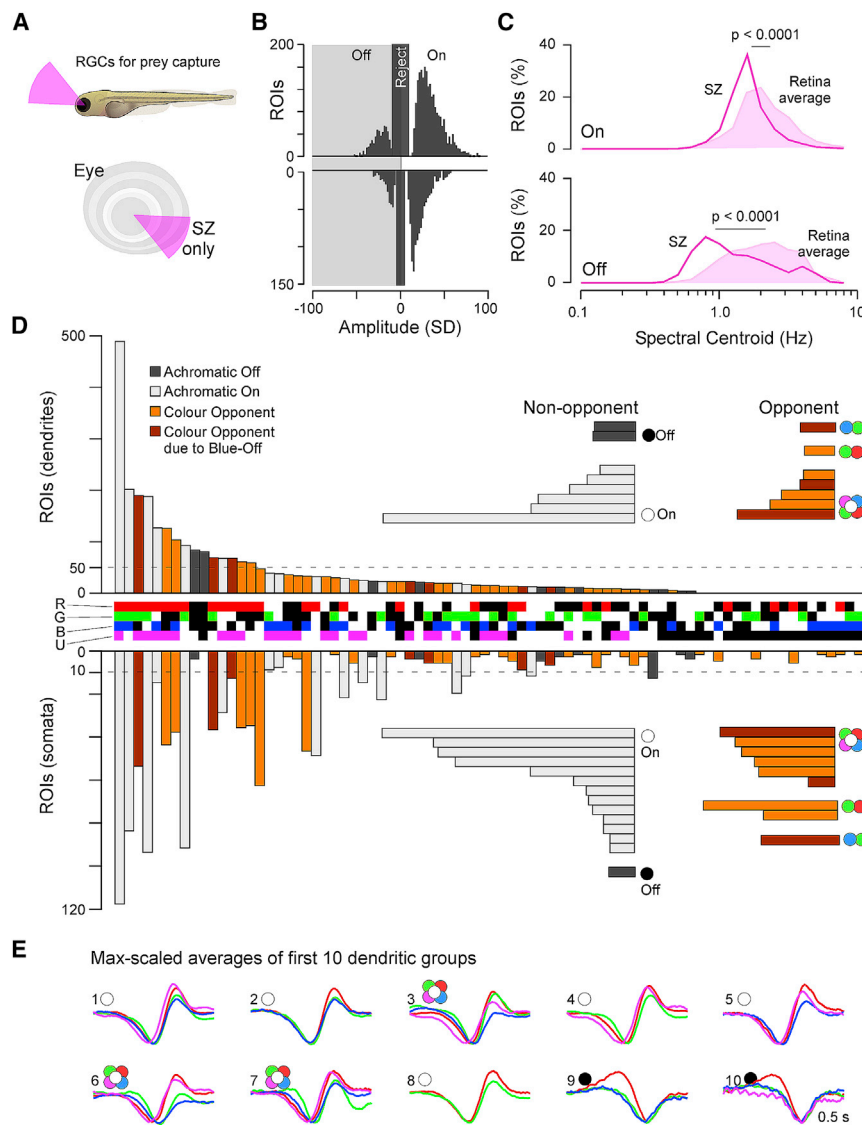 A
RGCs for prey capture
Eye
SZ
only
B
200
ROIs
0
Off
Reject
On
0
ROIs
150
-100
0
100
Amplitude (SD)
C
p < 0.0001
40
ROIs (%)
20
0
SZ
Retina
average
On
p < 0.0001
40
ROIs (%)
20
0
SZ
Retina
average
Off
0.1
1.0
10
Spectral Centroid (Hz)
D
500
ROIs (dendrites)
50
0
Achromatic Off
Achromatic On
Colour Opponent
Colour Opponent
due to Blue-Off
Non-opponent
Off
On
Opponent
R
G
B
U
0
10
ROIs (somata)
120
On
Off
E
Max-scaled averages of first 10 dendritic groups
1
2
3
4
5
6
7
8
9
10
0.5 s